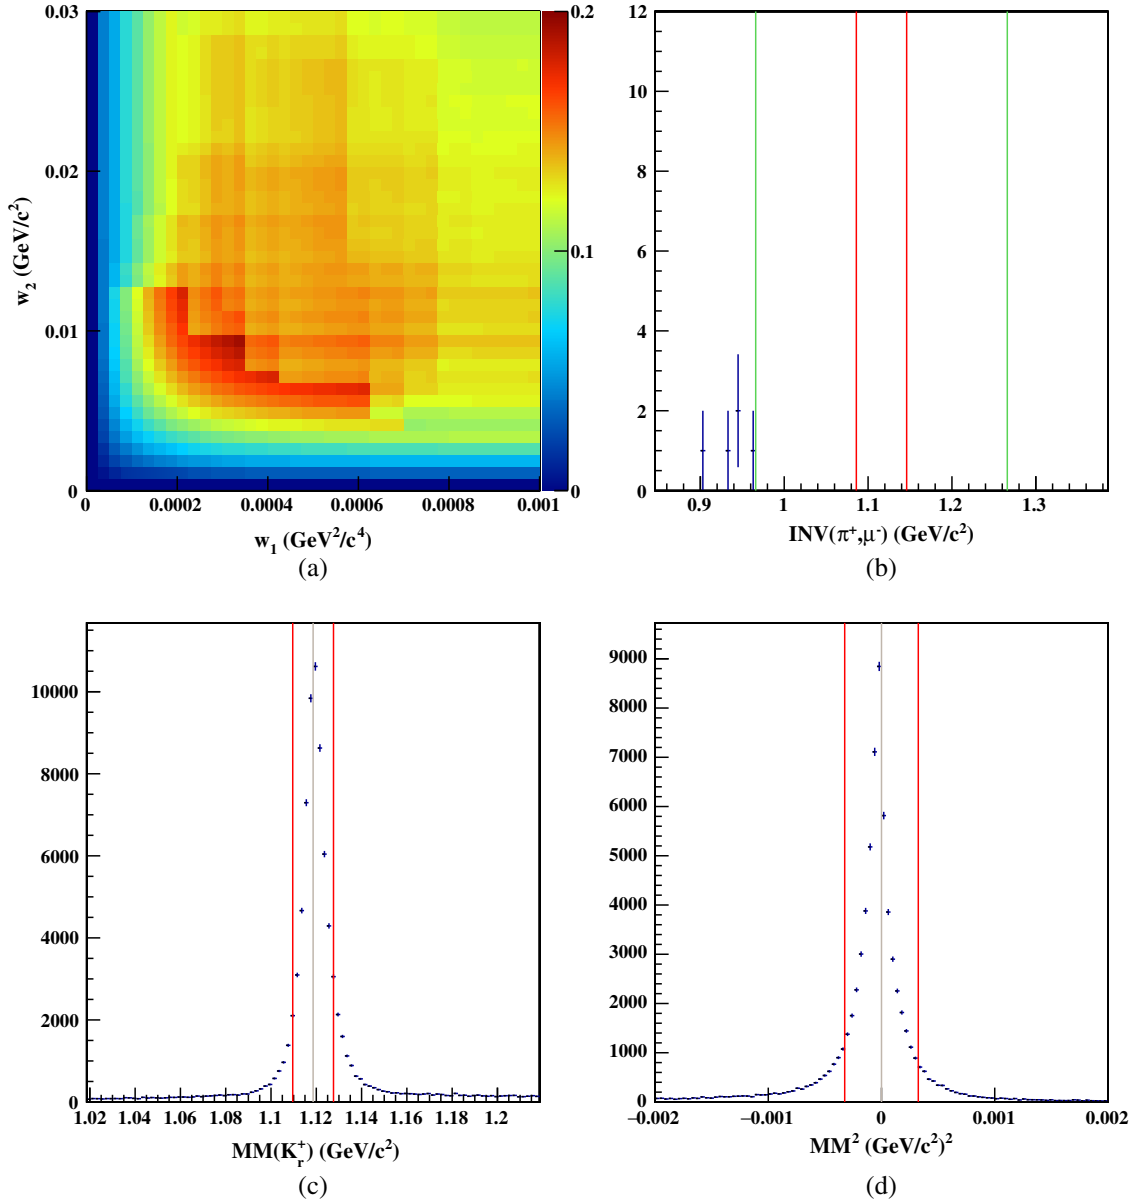 0.03
0.02
0.01
0
w₂ (GeV/c²)
0 0.0002 0.0004 0.0006 0.0008 0.001
w₁ (GeV²/c⁴)
0.2
0.1
0
(a)
12
10
8
6
4
2
0
0.9 1 1.1 1.2 1.3
INV(π⁺,μ⁻) (GeV/c²)
(b)
10000
8000
6000
4000
2000
0
1.02 1.04 1.06 1.08 1.1 1.12 1.14 1.16 1.18 1.2
MM(K⁺ᵣ) (GeV/c²)
(c)
9000
8000
7000
6000
5000
4000
3000
2000
1000
0
−0.002 −0.001 0 0.001 0.002
MM² (GeV/c²)²
(d)